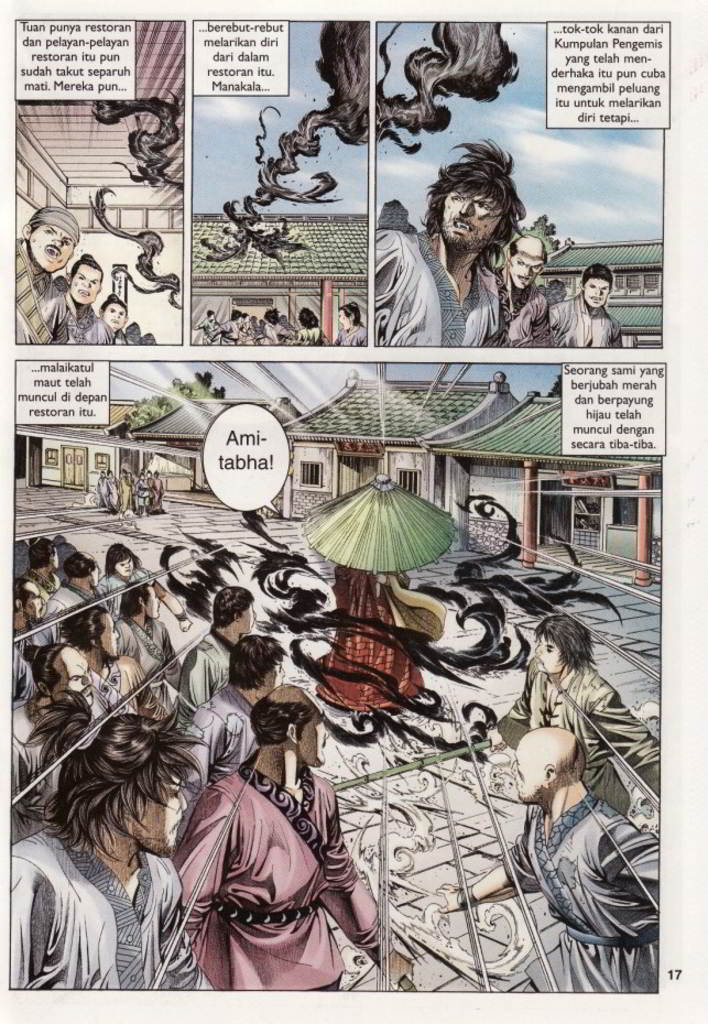 Tuan punya restoran
dan pelayan-pelayan
restoran itu pun
sudah takut separuh
mati. Mereka pun...
...berebut-rebut
melarikan diri
dari dalam
restoran itu.
Manakala...
...tok-tok kanan dari
Kumpulan Pengemis
yang telah men-
derhaka itu pun cuba
mengambil peluang
itu untuk melarikan
diri tetapi...
...malaikatul
maut telah
muncul di depan
restoran itu.
Ami-
tabha!
Seorang sami yang
berjubah merah
dan berpayung
hijau telah
muncul dengan
secara tiba-tiba.
17